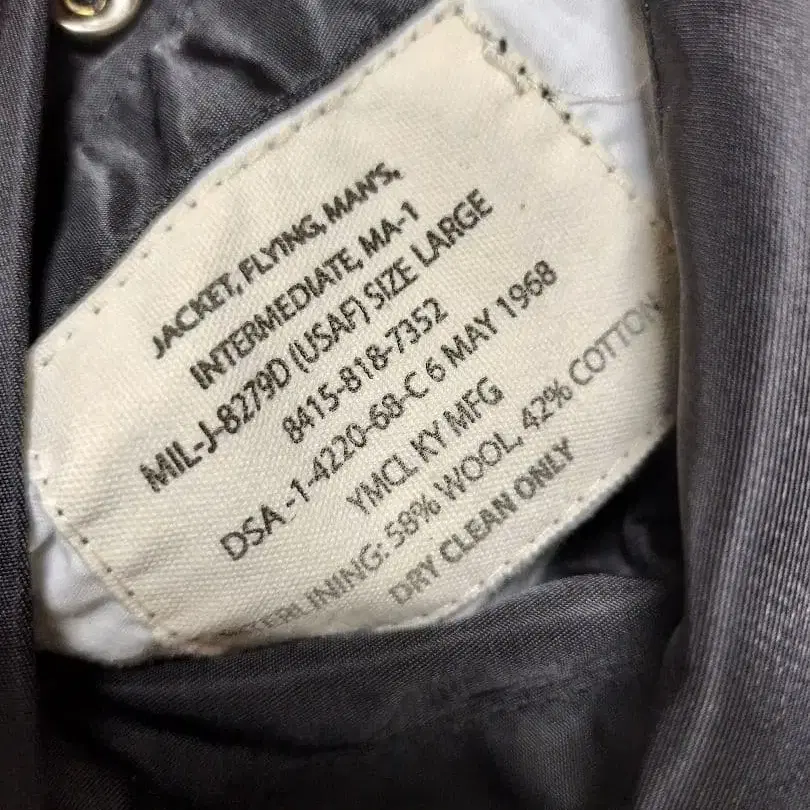 JACKET, FLYING, MAN'S,
INTERMEDIATE, MA-1
MIL-J-8279D (USAF) SIZE LARGE
8415-818-7352
DSA -1-4220-68-C 6 MAY 1968
YMCL KY MFG
INTERLINING: 58% WOOL, 42% COTTON
DRY CLEAN ONLY